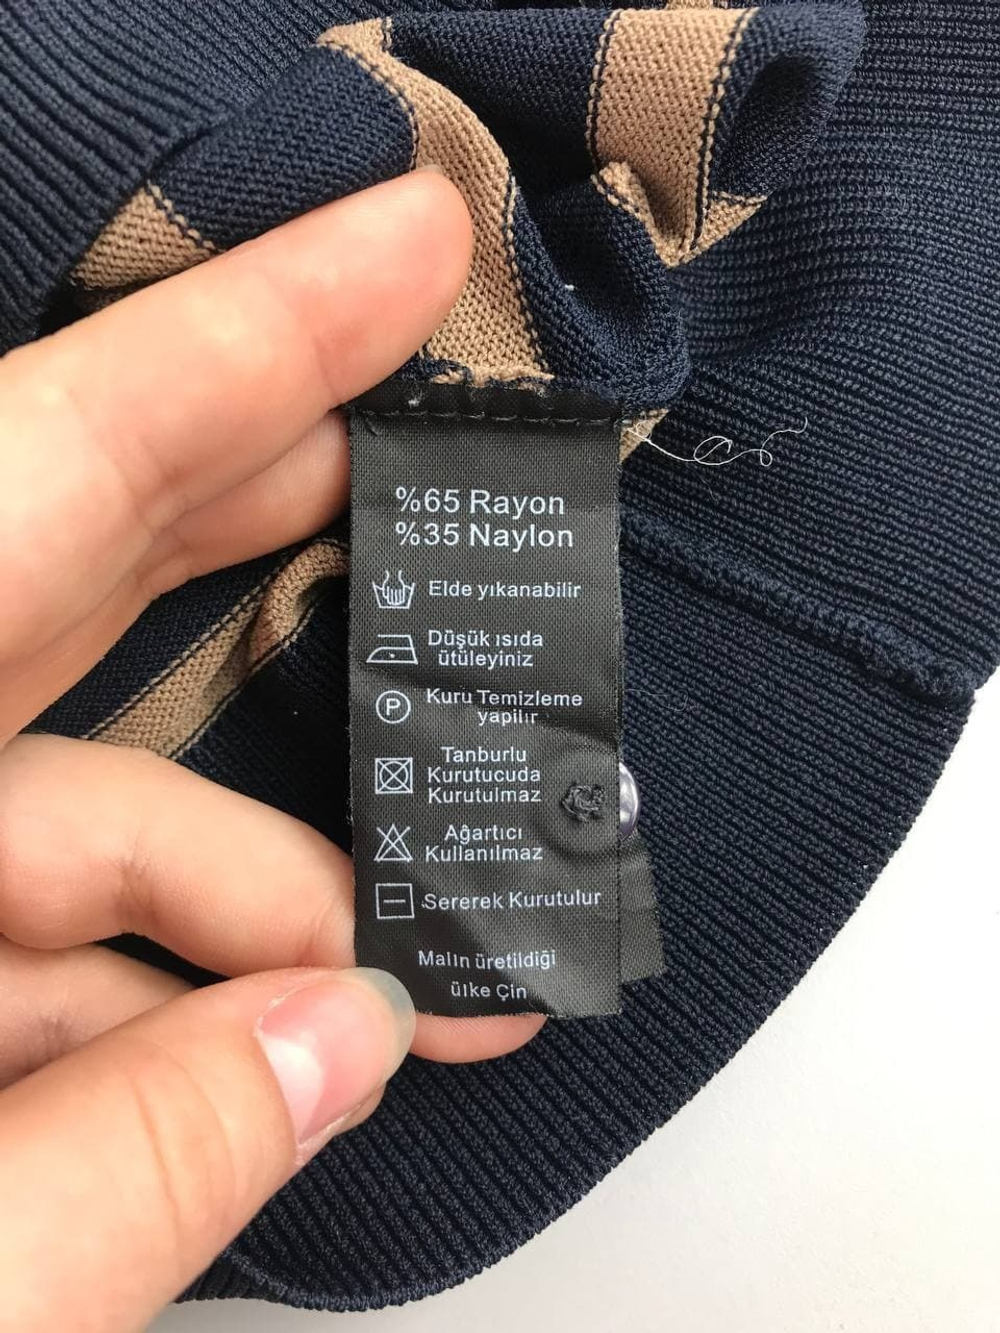 %65 Rayon
%35 Naylon
Elde yıkanabilir
Düşük ısıda
ütüleyiniz
P
Kuru Temizleme
yapılır
Tanburlu
Kurutucuda
Kurutulmaz
Ağartıcı
Kullanılmaz
Sererek Kurutulur
Malın üretildiği
ülke Çin